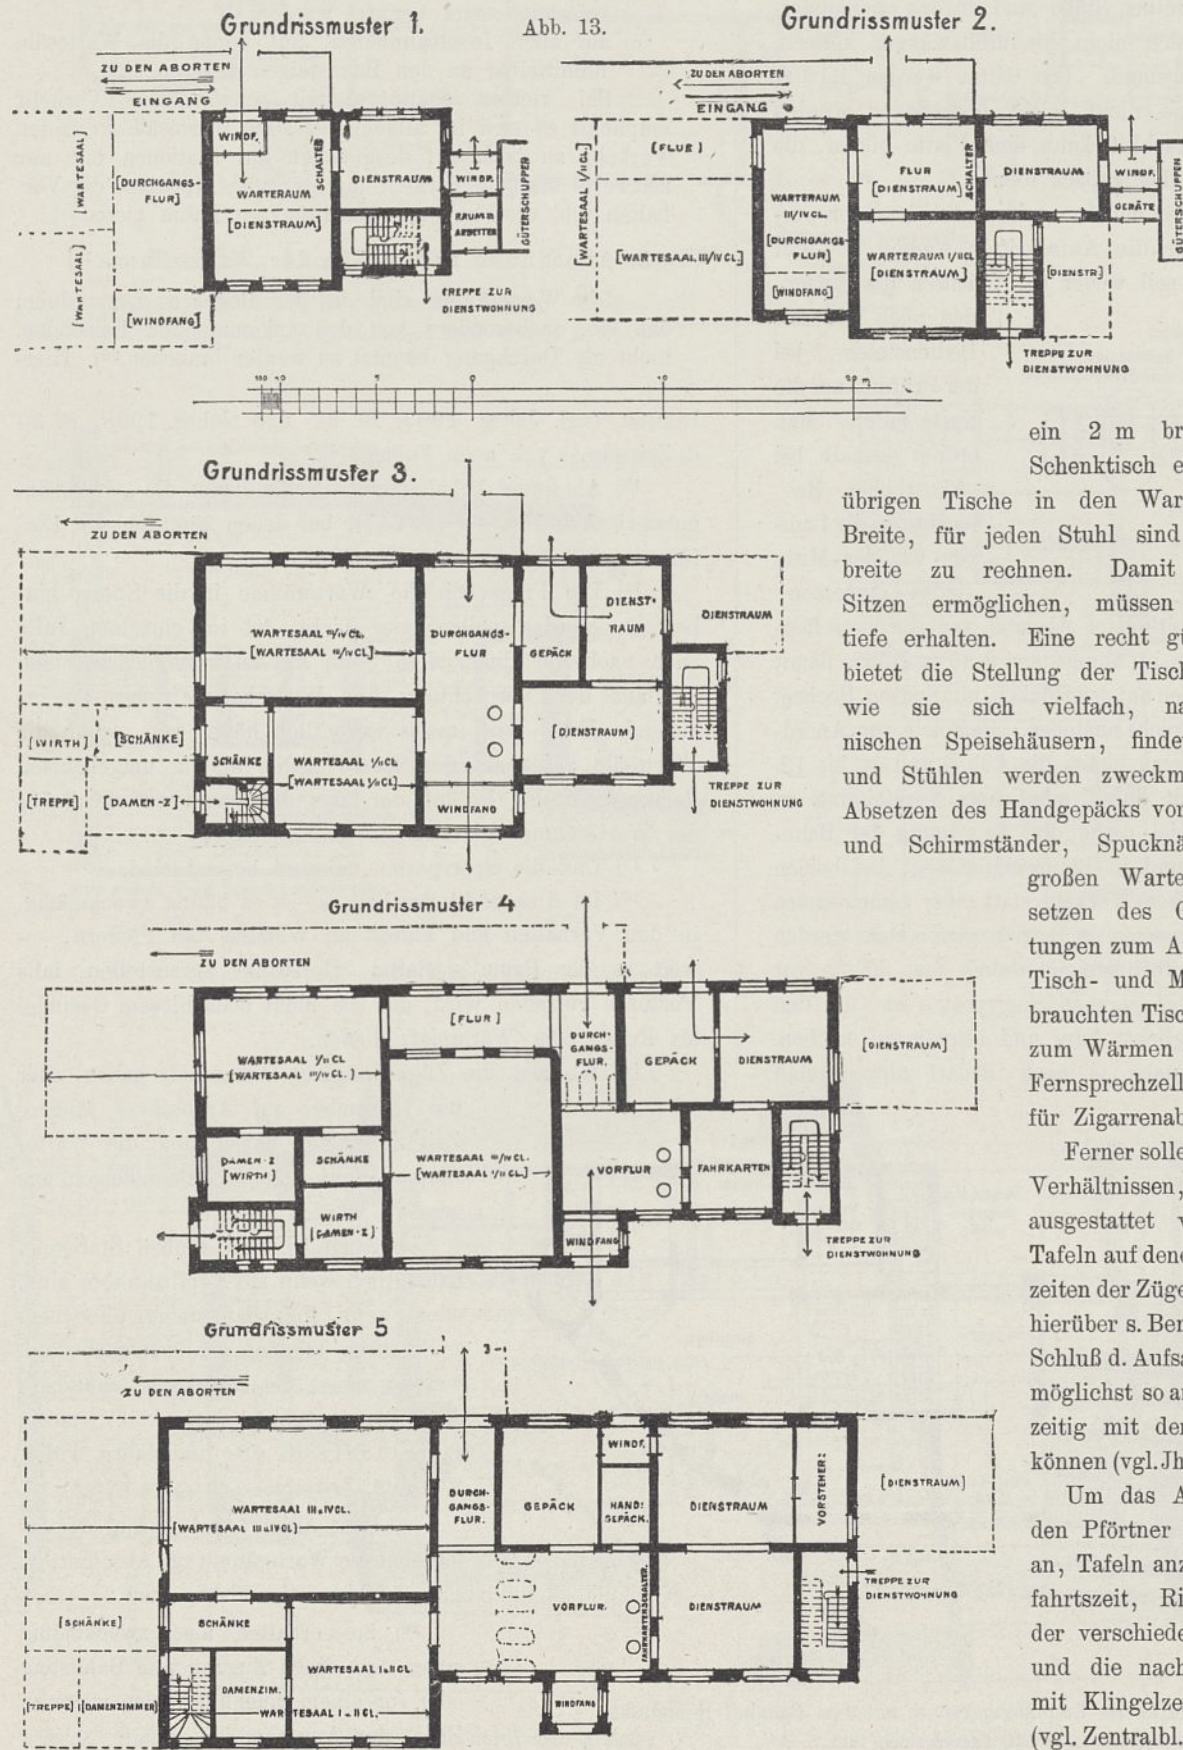 Grundrissmuster 1.
Abb. 13.
Grundrissmuster 2.
ZU DEN ABORTEN
EINGANG
[WARTESAAL]
[WARTESAAL]
[DURCHGANGS-
FLUR]
[WINDFANG]
WINDF.
WARTERAUM
[DIENSTRAUM]
SCHALTER
DIENSTRAUM
WINDF.
RAUM F.
ARBEITER
GÜTERSCHUPPEN
TREPPE ZUR
DIENSTWOHNUNG
ZU DEN ABORTEN
EINGANG
[WARTESAAL I/II CL.]
[FLUR]
[WARTESAAL III/IV CL.]
WARTERAUM
III/IV CL.
[DURCHGANGS-
FLUR]
[WINDFANG]
FLUR
[DIENSTRAUM]
SCHALTER
WARTERAUM I/II CL.
[DIENSTRAUM]
DIENSTRAUM
WINDF.
GERÄTE
GÜTERSCHUPPEN
[DIENSTR]
TREPPE ZUR
DIENSTWOHNUNG
100 10 5 0 10 20 m
Grundrissmuster 3.
ZU DEN ABORTEN
WARTESAAL III/IV CL.
[WARTESAAL III/IV CL.]
DURCHGANGS-
FLUR
GEPÄCK
DIENST-
RAUM
DIENSTRAUM
[WIRTH]
[SCHÄNKE]
SCHÄNKE
WARTESAAL I/II CL
[WARTESAAL I/II CL]
[DIENSTRAUM]
[TREPPE]
[DAMEN-Z]
WINDFANG
TREPPE ZUR
DIENSTWOHNUNG
Grundrissmuster 4
ZU DEN ABORTEN
WARTESAAL I/II CL
[WARTESAAL III/IV CL.]
[FLUR]
DURCH-
GANGS-
FLUR.
GEPÄCK
DIENSTRAUM
[DIENSTRAUM]
DAMEN-Z
[WIRTH]
SCHÄNKE
WARTESAAL III/IV CL.
[WARTESAAL I/II CL.]
VORFLUR
FAHRKARTEN
WIRTH
[DAMEN-Z]
WINDFANG
TREPPE ZUR
DIENSTWOHNUNG
Grundrissmuster 5
ZU DEN ABORTEN
WARTESAAL III u. IV CL.
[WARTESAAL III u. IV CL]
DURCH-
GANGS-
FLUR.
GEPÄCK
WINDF.
HAND:
GEPÄCK.
DIENSTRAUM
VORSTEHER:
[DIENSTRAUM]
[SCHÄNKE]
SCHÄNKE
VORFLUR.
FAHRKARTENSCHALTER.
DIENSTRAUM
TREPPE ZUR
DIENSTWOHNUNG
WARTESAAL I u. II CL.
DAMENZIM.
[TREPPE]
[DAMENZIMMER]
WARTESAAL I u. II CL.
WINDFANG
ein 2 m br
Schenktisch e
übrigen Tische in den War
Breite, für jeden Stuhl sind
breite zu rechnen. Damit
Sitzen ermöglichen, müssen
tiefe erhalten. Eine recht gü
bietet die Stellung der Tisch
wie sie sich vielfach, na
nischen Speisehäusern, finde
und Stühlen werden zweckm
Absetzen des Handgepäcks vor
und Schirmständer, Spucknä
großen Warte
setzen des G
tungen zum A
Tisch- und M
brauchten Tisc
zum Wärmen
Fernsprechzell
für Zigarrenab
Ferner solle
Verhältnissen,
ausgestattet v
Tafeln auf dene
zeiten der Züge
hierüber s. Ber
Schluß d. Aufsa
möglichst so an
zeitig mit der
können (vgl. Jh
Um das A
den Pförtner
an, Tafeln anz
fahrtszeit, Ri
der verschiede
und die nach
mit Klingelze
(vgl. Zentralbl.